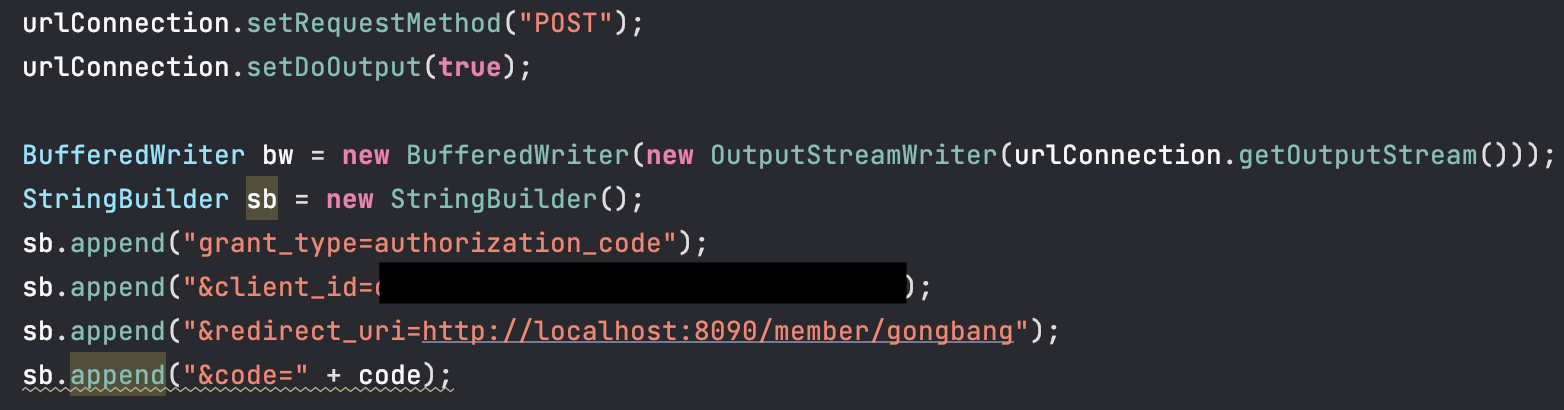 urlConnection.setRequestMethod("POST");
urlConnection.setDoOutput(true);
BufferedWriter bw = new BufferedWriter(new OutputStreamWriter(urlConnection.getOutputStream()));
StringBuilder sb = new StringBuilder();
sb.append("grant_type=authorization_code");
sb.append("&client_id= );
sb.append("&redirect_uri=http://localhost:8090/member/gongbang");
sb.append("&code=" + code);